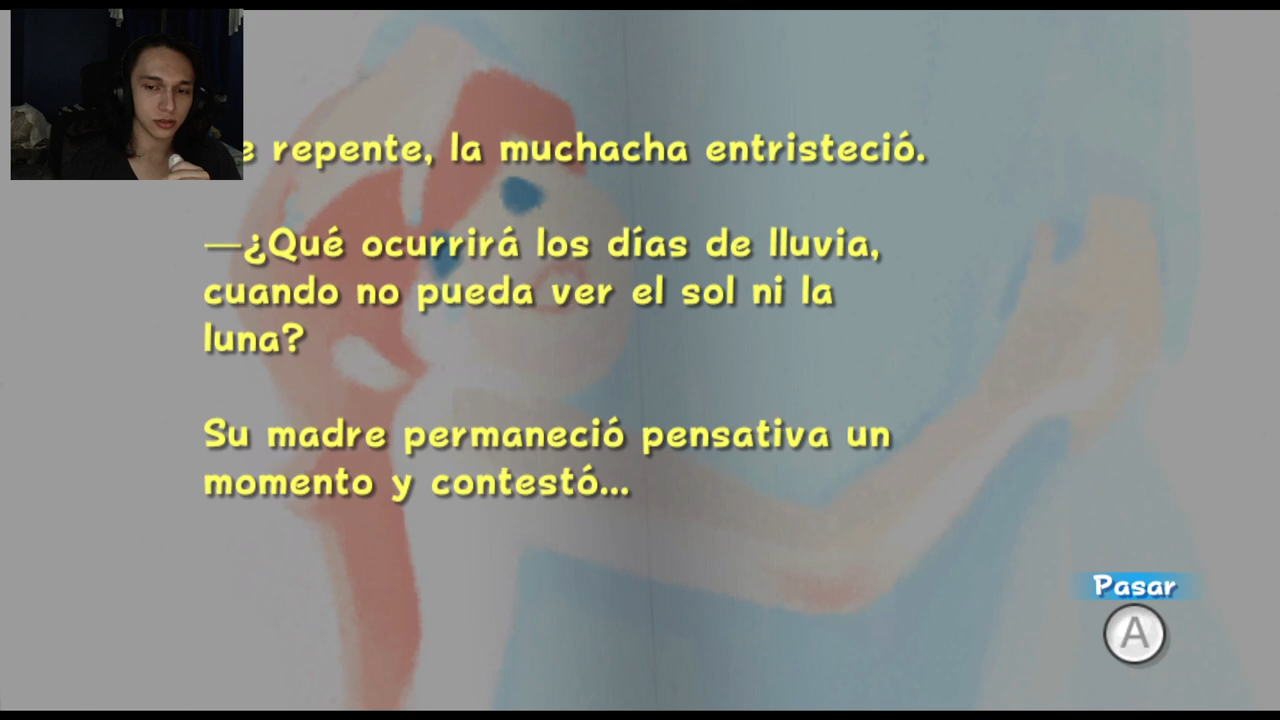 e repente, la muchacha entristeció.
—¿Qué ocurrirá los días de lluvia,
cuando no pueda ver el sol ni la
luna?
Su madre permaneció pensativa un
momento y contestó...
Pasar
A